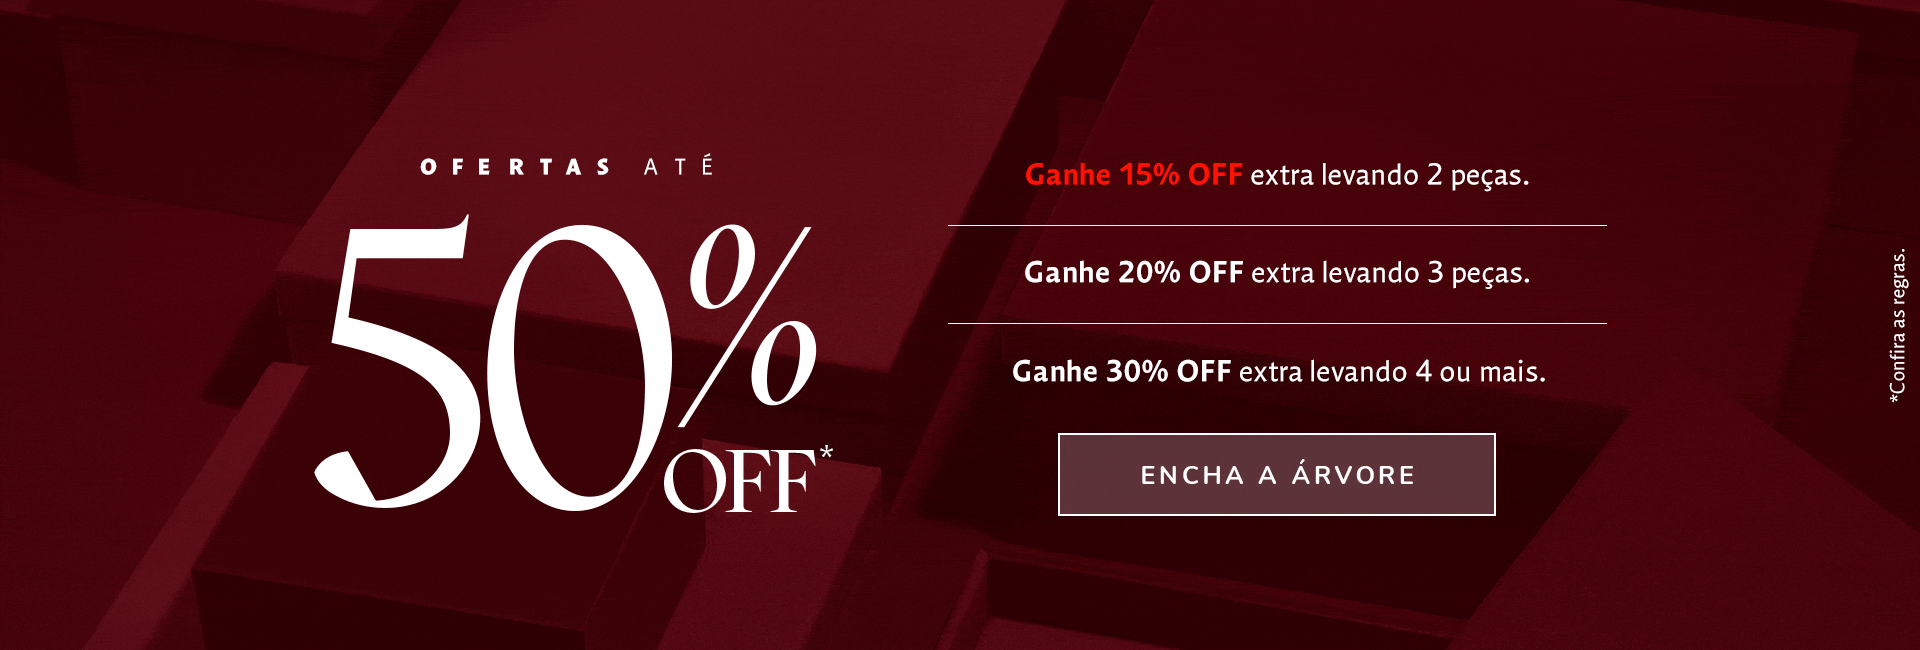 OFERTAS ATÉ
50%
OFF*
Ganhe 15% OFF extra levando 2 peças.
Ganhe 20% OFF extra levando 3 peças.
Ganhe 30% OFF extra levando 4 ou mais.
ENCHA A ÁRVORE
*Confira as regras.